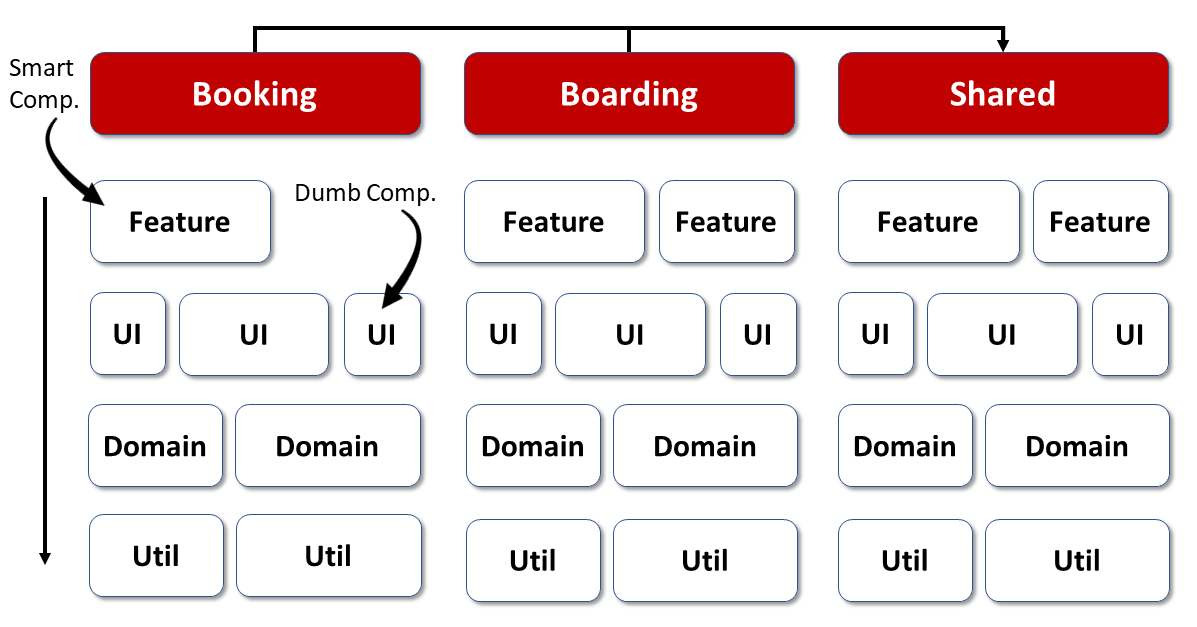 Smart
Comp.
Booking
Boarding
Shared
Dumb Comp.
Feature
Feature
Feature
Feature
Feature
UI
UI
UI
UI
UI
UI
UI
UI
UI
Domain
Domain
Domain
Domain
Domain
Domain
Util
Util
Util
Util
Util
Util